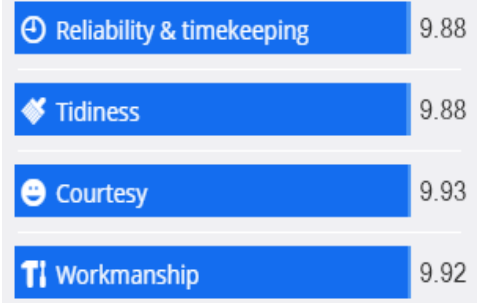 Reliability & timekeeping 9.88
Tidiness 9.88
Courtesy 9.93
Workmanship 9.92